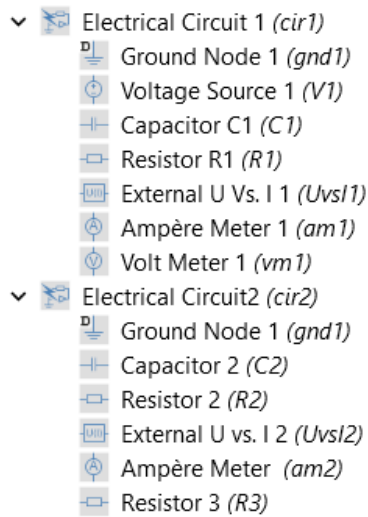 Electrical Circuit 1 (cir1)
D Ground Node 1 (gnd1)
Voltage Source 1 (V1)
Capacitor C1 (C1)
Resistor R1 (R1)
U(I) External U Vs. I 1 (UvsI1)
A Ampère Meter 1 (am1)
V Volt Meter 1 (vm1)
Electrical Circuit2 (cir2)
D Ground Node 1 (gnd1)
Capacitor 2 (C2)
Resistor 2 (R2)
U(I) External U vs. I 2 (UvsI2)
A Ampère Meter (am2)
Resistor 3 (R3)